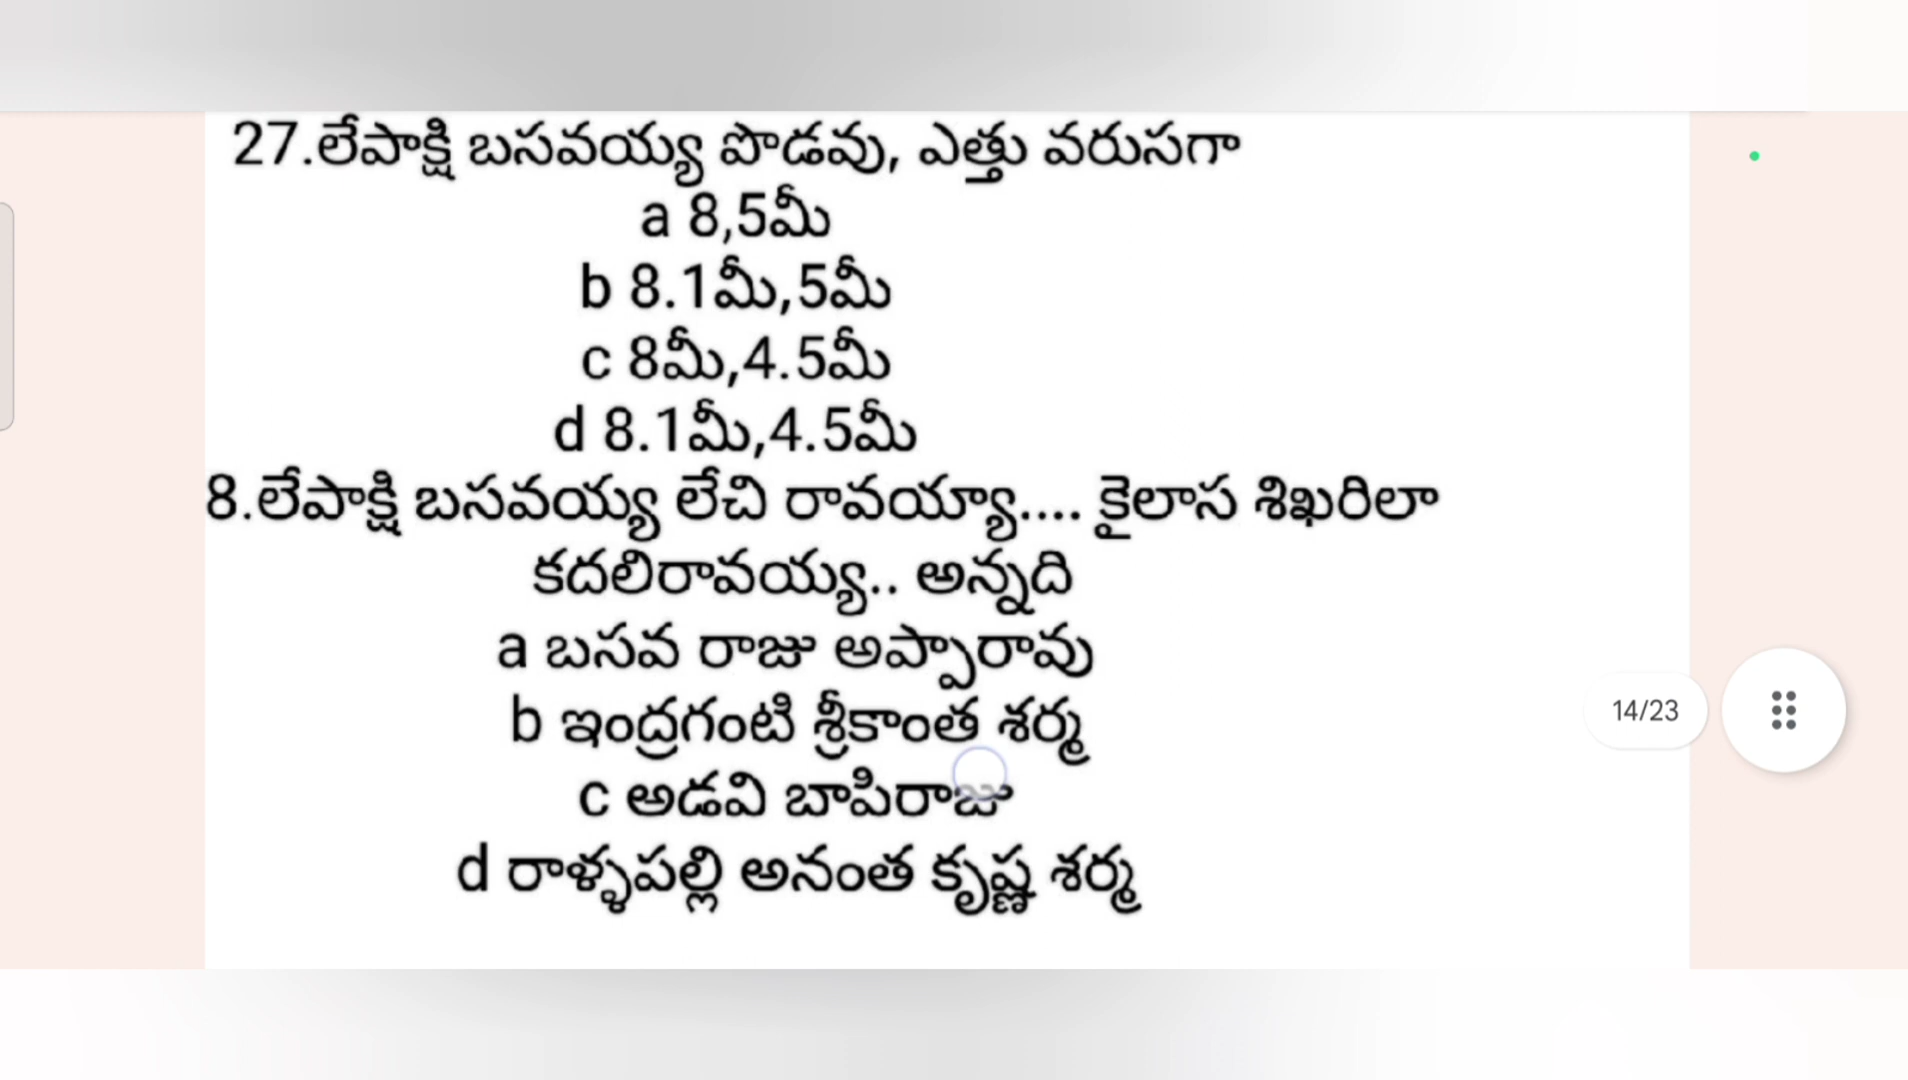 27.లేపాక్షి బసవయ్య పొడవు, ఎత్తు వరుసగా
a 8,5మీ
b 8.1మీ,5మీ
c 8మీ,4.5మీ
d 8.1మీ,4.5మీ
8.లేపాక్షి బసవయ్య లేచి రావయ్యా.... కైలాస శిఖరిలా
కదలిరావయ్య.. అన్నది
a బసవ రాజు అప్పారావు
b ఇంద్రగంటి శ్రీకాంత శర్మ
c అడవి బాపిరాజు
d రాళ్ళపల్లి అనంత కృష్ణ శర్మ
14/23